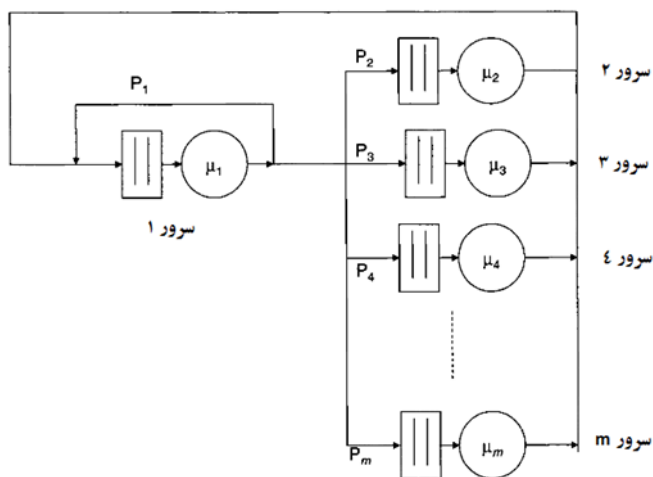 P₂
μ₂
سرور ۲
P₁
P₃
μ₁
μ₃
سرور ۳
سرور ۱
P₄
μ₄
سرور ٤
Pₘ
μₘ
سرور m